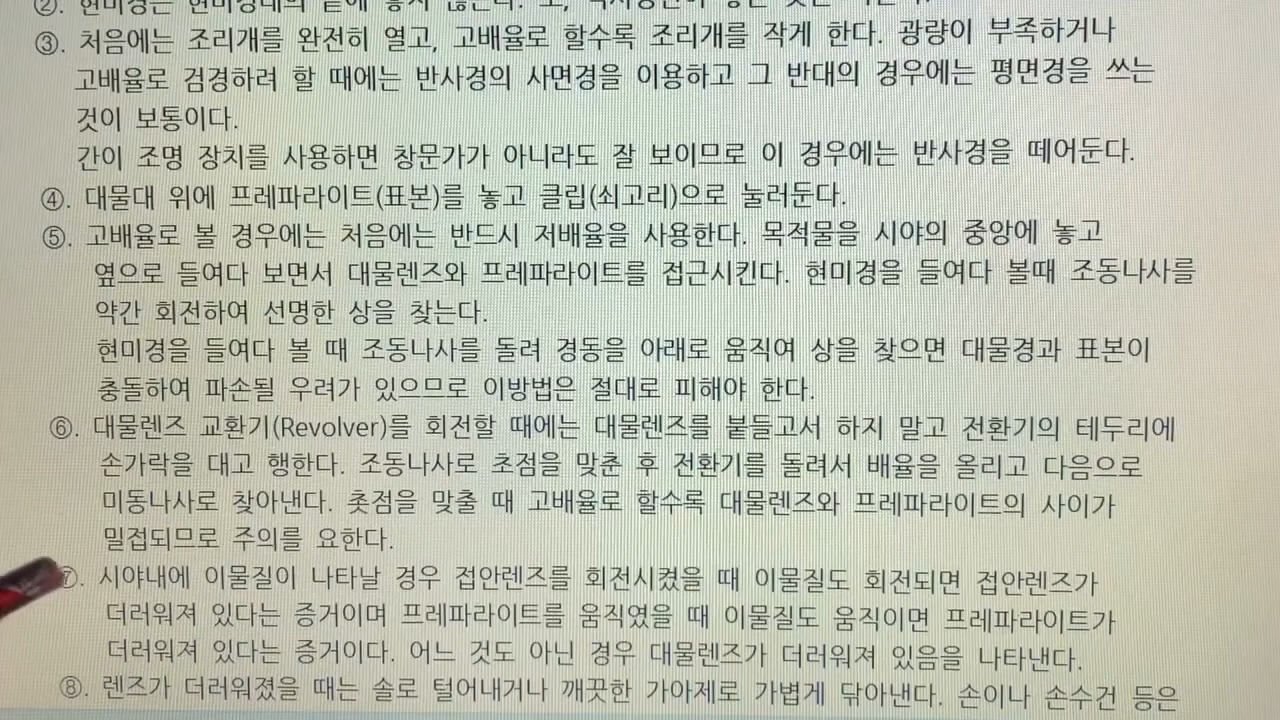 ②. 현미경은
③. 처음에는 조리개를 완전히 열고, 고배율로 할수록 조리개를 작게 한다. 광량이 부족하거나
고배율로 검경하려 할 때에는 반사경의 사면경을 이용하고 그 반대의 경우에는 평면경을 쓰는
것이 보통이다.
간이 조명 장치를 사용하면 창문가가 아니라도 잘 보이므로 이 경우에는 반사경을 떼어둔다.
④. 대물대 위에 프레파라이트(표본)를 놓고 클립(쇠고리)으로 눌러둔다.
⑤. 고배율로 볼 경우에는 처음에는 반드시 저배율을 사용한다. 목적물을 시야의 중앙에 놓고
옆으로 들여다 보면서 대물렌즈와 프레파라이트를 접근시킨다. 현미경을 들여다 볼때 조동나사를
약간 회전하여 선명한 상을 찾는다.
현미경을 들여다 볼 때 조동나사를 돌려 경동을 아래로 움직여 상을 찾으면 대물경과 표본이
충돌하여 파손될 우려가 있으므로 이방법은 절대로 피해야 한다.
⑥. 대물렌즈 교환기(Revolver)를 회전할 때에는 대물렌즈를 붙들고서 하지 말고 전환기의 테두리에
손가락을 대고 행한다. 조동나사로 초점을 맞춘 후 전환기를 돌려서 배율을 올리고 다음으로
미동나사로 찾아낸다. 촛점을 맞출 때 고배율로 할수록 대물렌즈와 프레파라이트의 사이가
밀접되므로 주의를 요한다.
⑦. 시야내에 이물질이 나타날 경우 접안렌즈를 회전시켰을 때 이물질도 회전되면 접안렌즈가
더러워져 있다는 증거이며 프레파라이트를 움직였을 때 이물질도 움직이면 프레파라이트가
더러워져 있다는 증거이다. 어느 것도 아닌 경우 대물렌즈가 더러워져 있음을 나타낸다.
⑧. 렌즈가 더러워졌을 때는 솔로 털어내거나 깨끗한 가아제로 가볍게 닦아낸다. 손이나 손수건 등은